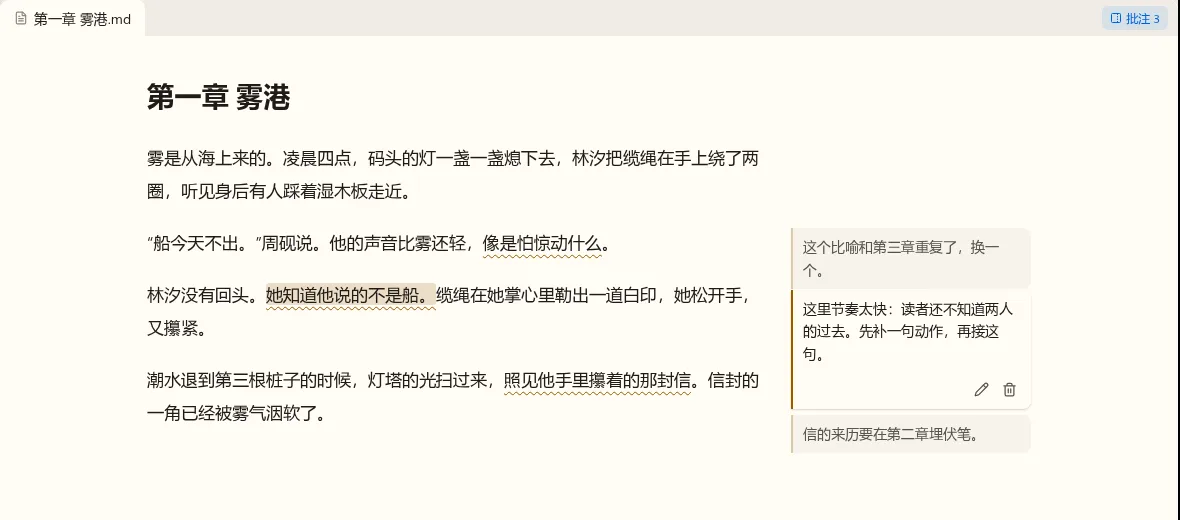 第一章 雾港.md
批注 3
第一章 雾港
雾是从海上来的。凌晨四点，码头的灯一盏一盏熄下去，林汐把缆绳在手上绕了两
圈，听见身后有人踩着湿木板走近。
“船今天不出。”周砚说。他的声音比雾还轻，像是怕惊动什么。
林汐没有回头。她知道他说的不是船。缆绳在她掌心里勒出一道白印，她松开手，
又攥紧。
潮水退到第三根桩子的时候，灯塔的光扫过来，照见他手里攥着的那封信。信封的
一角已经被雾气洇软了。
这个比喻和第三章重复了，换一
个。
这里节奏太快：读者还不知道两人
的过去。先补一句动作，再接这
句。
信的来历要在第二章埋伏笔。